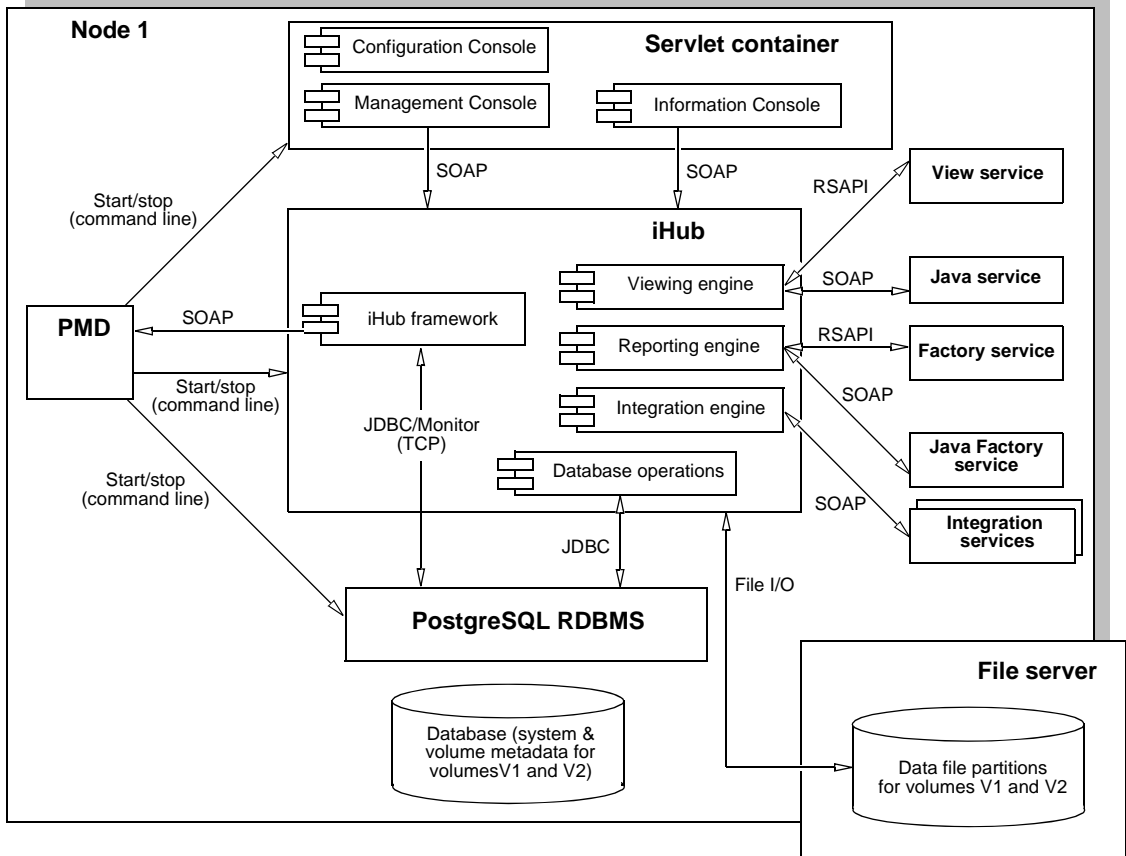 Node 1
Servlet container
Configuration Console
Management Console
Information Console
SOAP
SOAP
Start/stop
(command line)
RSAPI
View service
iHub
Viewing engine
SOAP
Java service
PMD
SOAP
iHub framework
Reporting engine
RSAPI
Factory service
Start/stop
(command line)
Integration engine
SOAP
JDBC/Monitor
(TCP)
Java Factory
service
Database operations
Start/stop
(command line)
SOAP
Integration
services
JDBC
File I/O
PostgreSQL RDBMS
File server
Database (system &
volume metadata for
volumesV1 and V2)
Data file partitions
for volumes V1 and V2